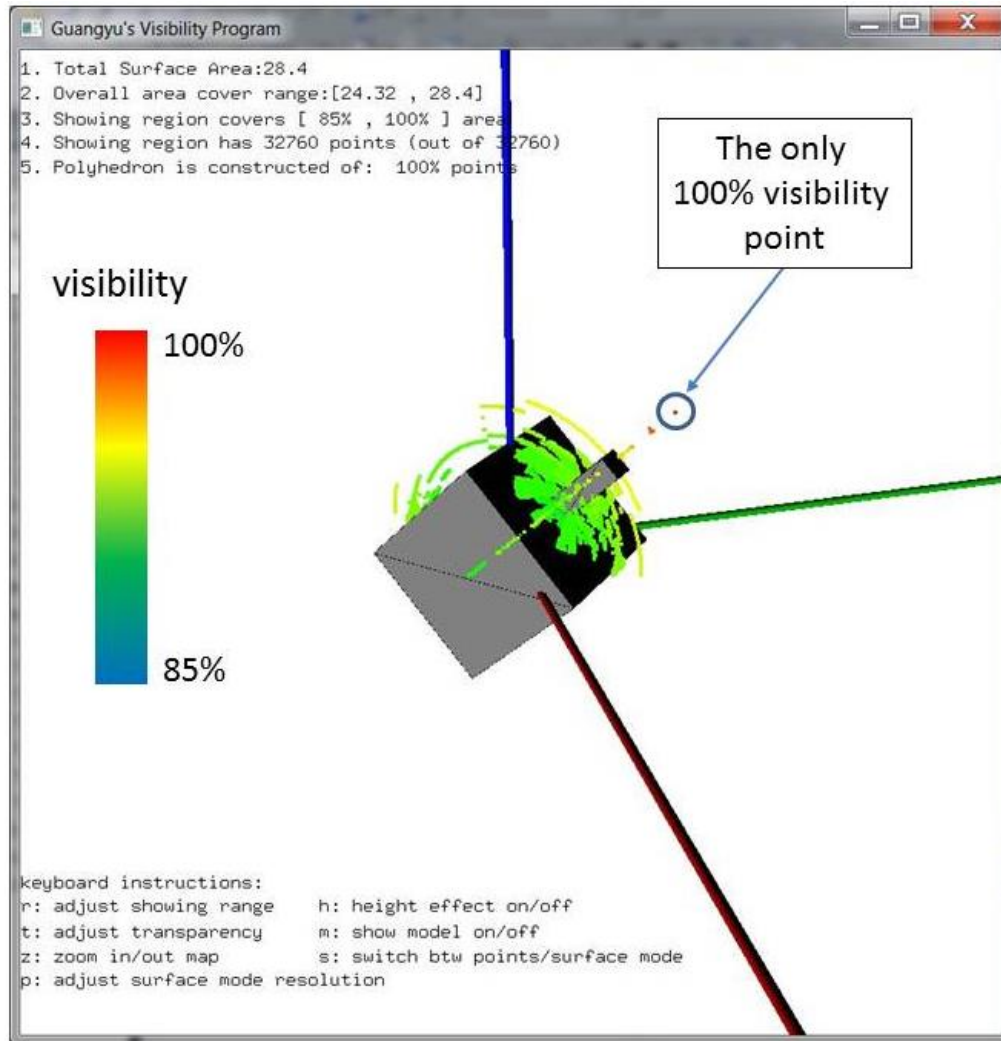 Guangyu's Visibility Program
1. Total Surface Area:28.4
2. Overall area cover range:[24.32 , 28.4]
3. Showing region covers [ 85% , 100% ] area
4. Showing region has 32760 points (out of 32760)
5. Polyhedron is constructed of:  100% points
The only
100% visibility
point
visibility
100%
85%
keyboard instructions:
r: adjust showing range    h: height effect on/off
t: adjust transparency     m: show model on/off
z: zoom in/out map         s: switch btw points/surface mode
p: adjust surface mode resolution